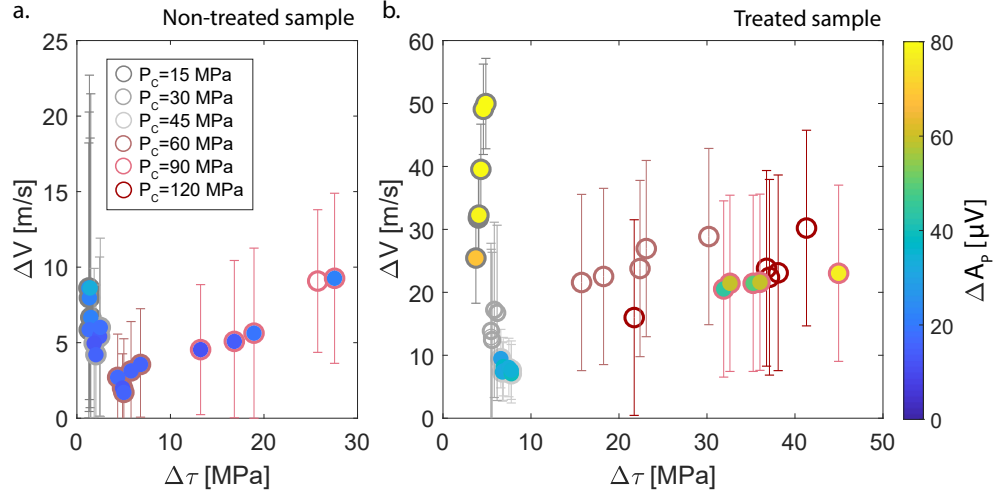 a.
Non-treated sample
25
20
15
10
5
0
0
10
20
30
ΔV [m/s]
Δτ [MPa]
P_C=15 MPa
P_C=30 MPa
P_C=45 MPa
P_C=60 MPa
P_C=90 MPa
P_C=120 MPa
b.
Treated sample
60
50
40
30
20
10
0
0
10
20
30
40
50
ΔV [m/s]
Δτ [MPa]
80
60
40
20
0
ΔA_P [μV]